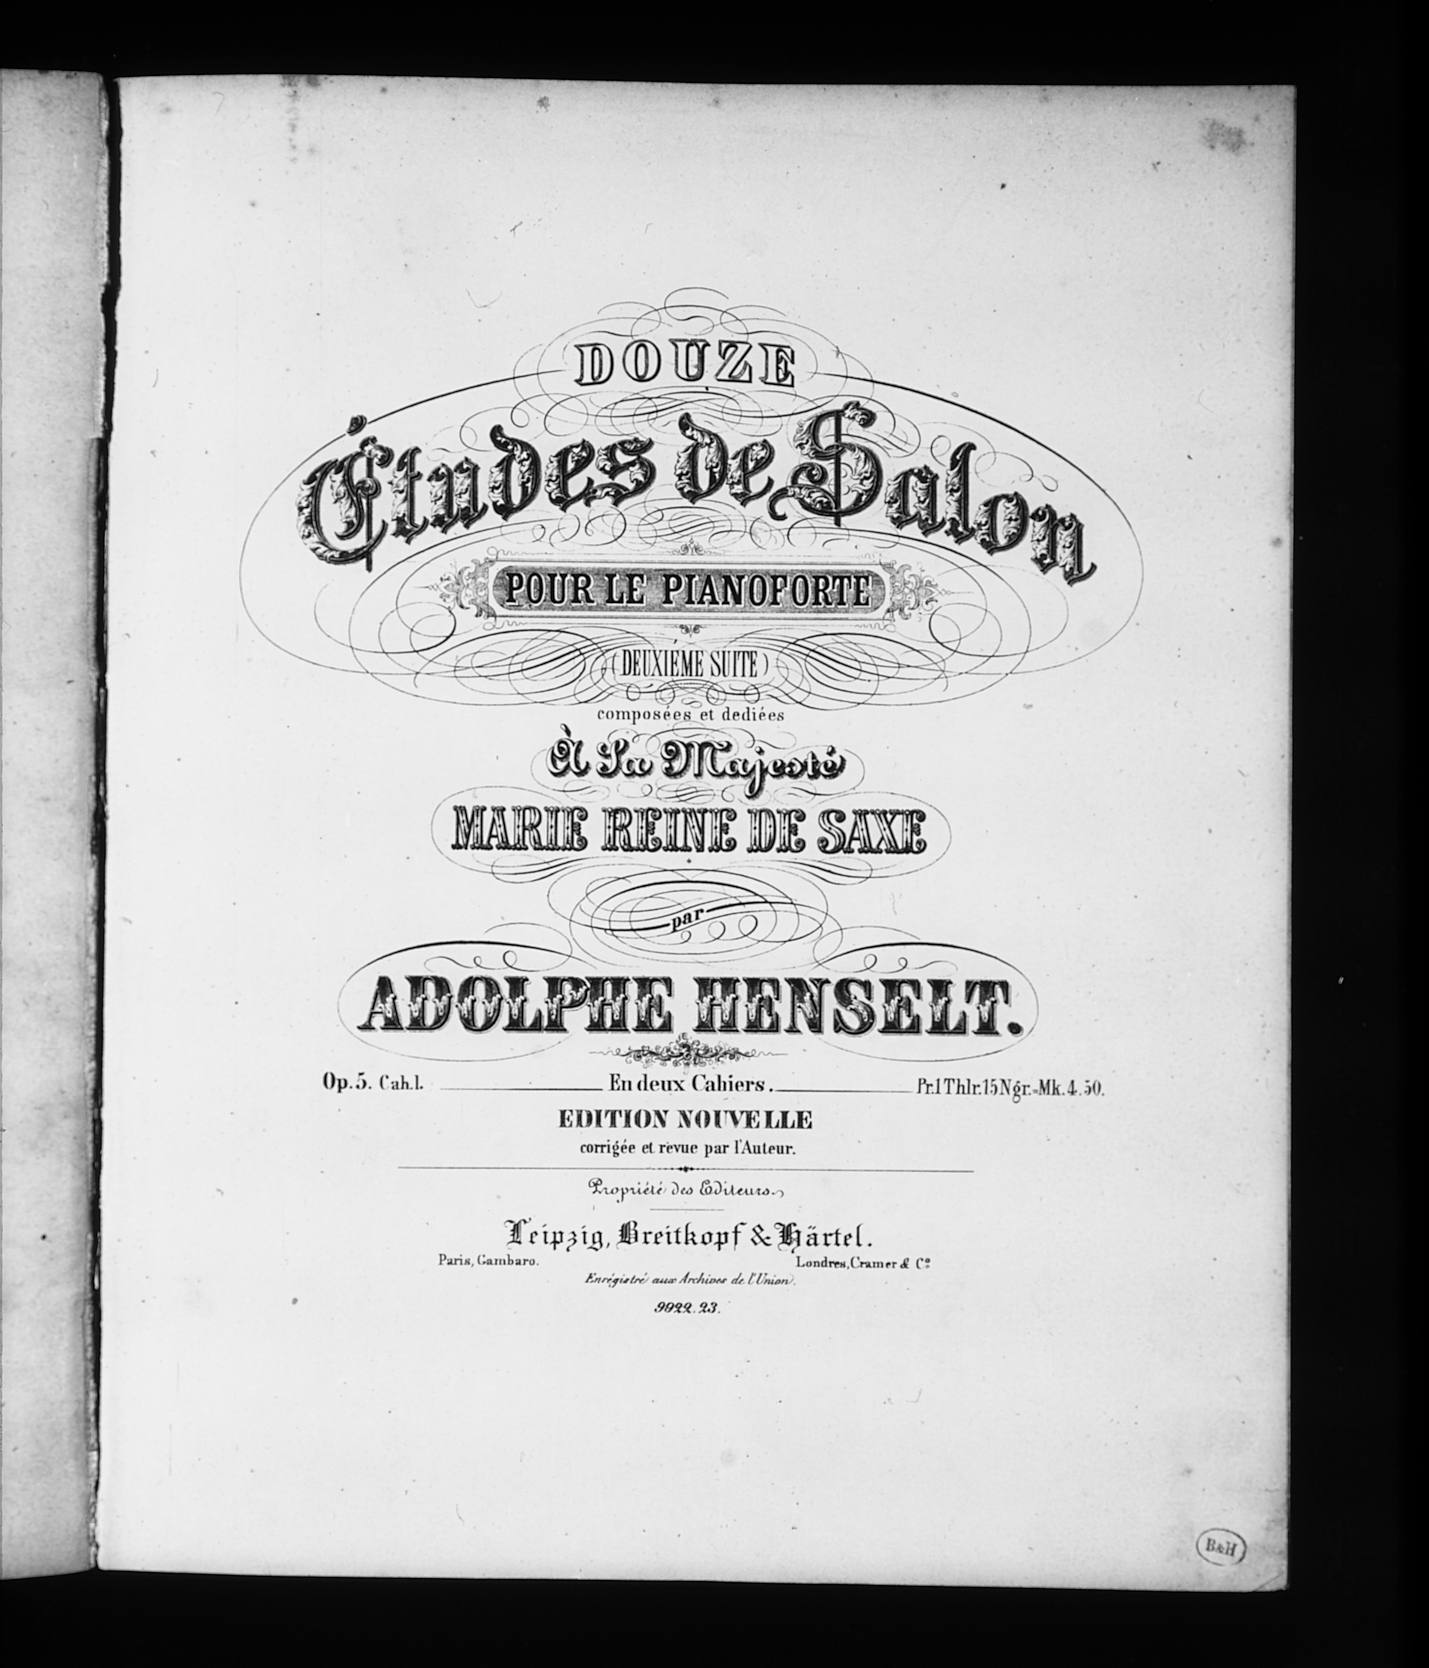 DOUZE
Études de Salon
POUR LE PIANOFORTE
(DEUXIÉME SUITE)
composées et dediées
À Sa Majesté
MARIE REINE DE SAXE
par
ADOLPHE HENSELT.
Op. 5. Cah. I. En deux Cahiers. Pr. 1 Thlr. 15 Ngr. = Mk. 4. 50.
EDITION NOUVELLE
corrigée et revue par l'Auteur.
Propriété des Editeurs.
Leipzig, Breitkopf & Härtel.
Paris, Gambaro. Londres, Cramer & Cº
Enrégistré aux Archives de l'Union.
9922. 23.
B&H